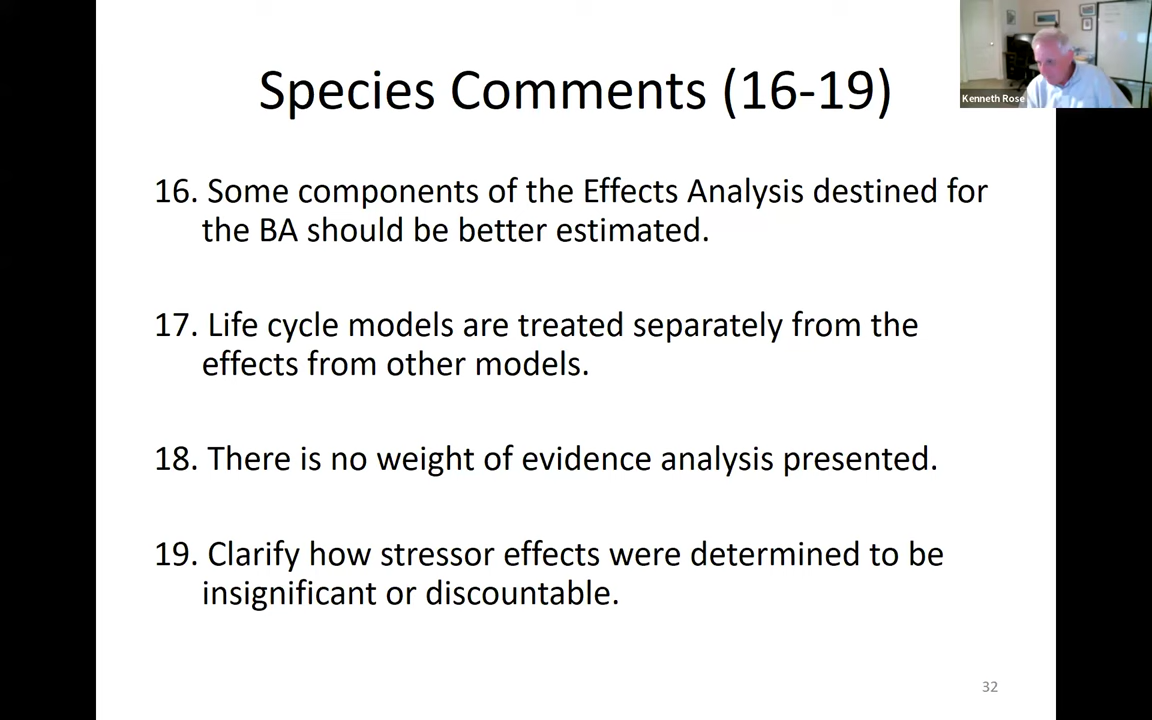 Species Comments (16-19)
Kenneth Rose
16. Some components of the Effects Analysis destined for
the BA should be better estimated.
17. Life cycle models are treated separately from the
effects from other models.
18. There is no weight of evidence analysis presented.
19. Clarify how stressor effects were determined to be
insignificant or discountable.
32